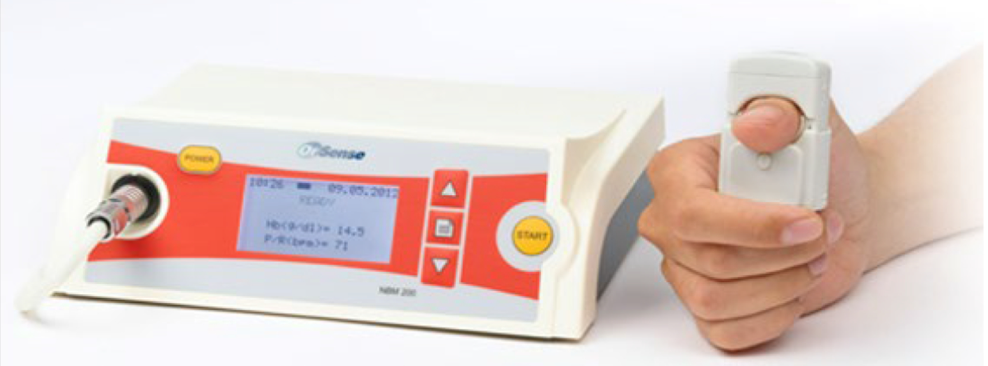 POWER
OrSense
10:26 09.05.2012
READY
Hb(g/dl)= 14.5
P/R(bpm)= 71
START
NBM 200